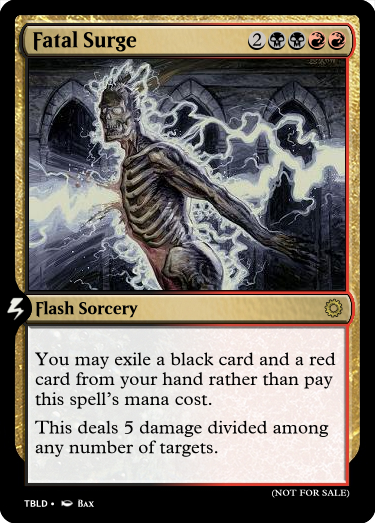 Fatal Surge 2
Flash Sorcery
You may exile a black card and a red
card from your hand rather than pay
this spell's mana cost.
This deals 5 damage divided among
any number of targets.
(NOT FOR SALE)
TBLD • BAX